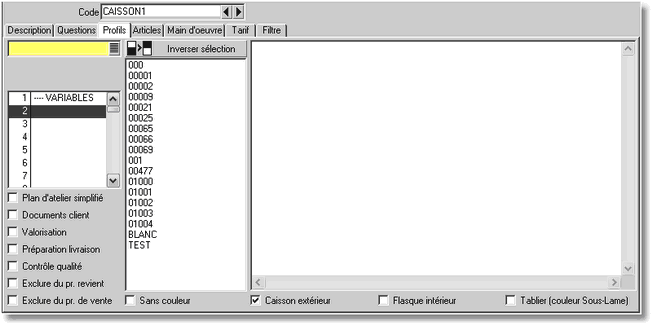 Code CAISSON1
Description Questions Profils Articles Main d'oeuvre Tarif Filtre
Inverser sélection
000
00001
00002
00009
00021
00025
00065
00066
00069
001
00477
01000
01001
01002
01003
01004
BLANC
TEST
1 ---- VARIABLES
2
3
4
5
6
7
Plan d'atelier simplifié
Documents client
Valorisation
Préparation livraison
Contrôle qualité
Exclure du pr. revient
Exclure du pr. de vente
Sans couleur
Caisson extérieur
Flasque intérieur
Tablier (couleur Sous-Lame)